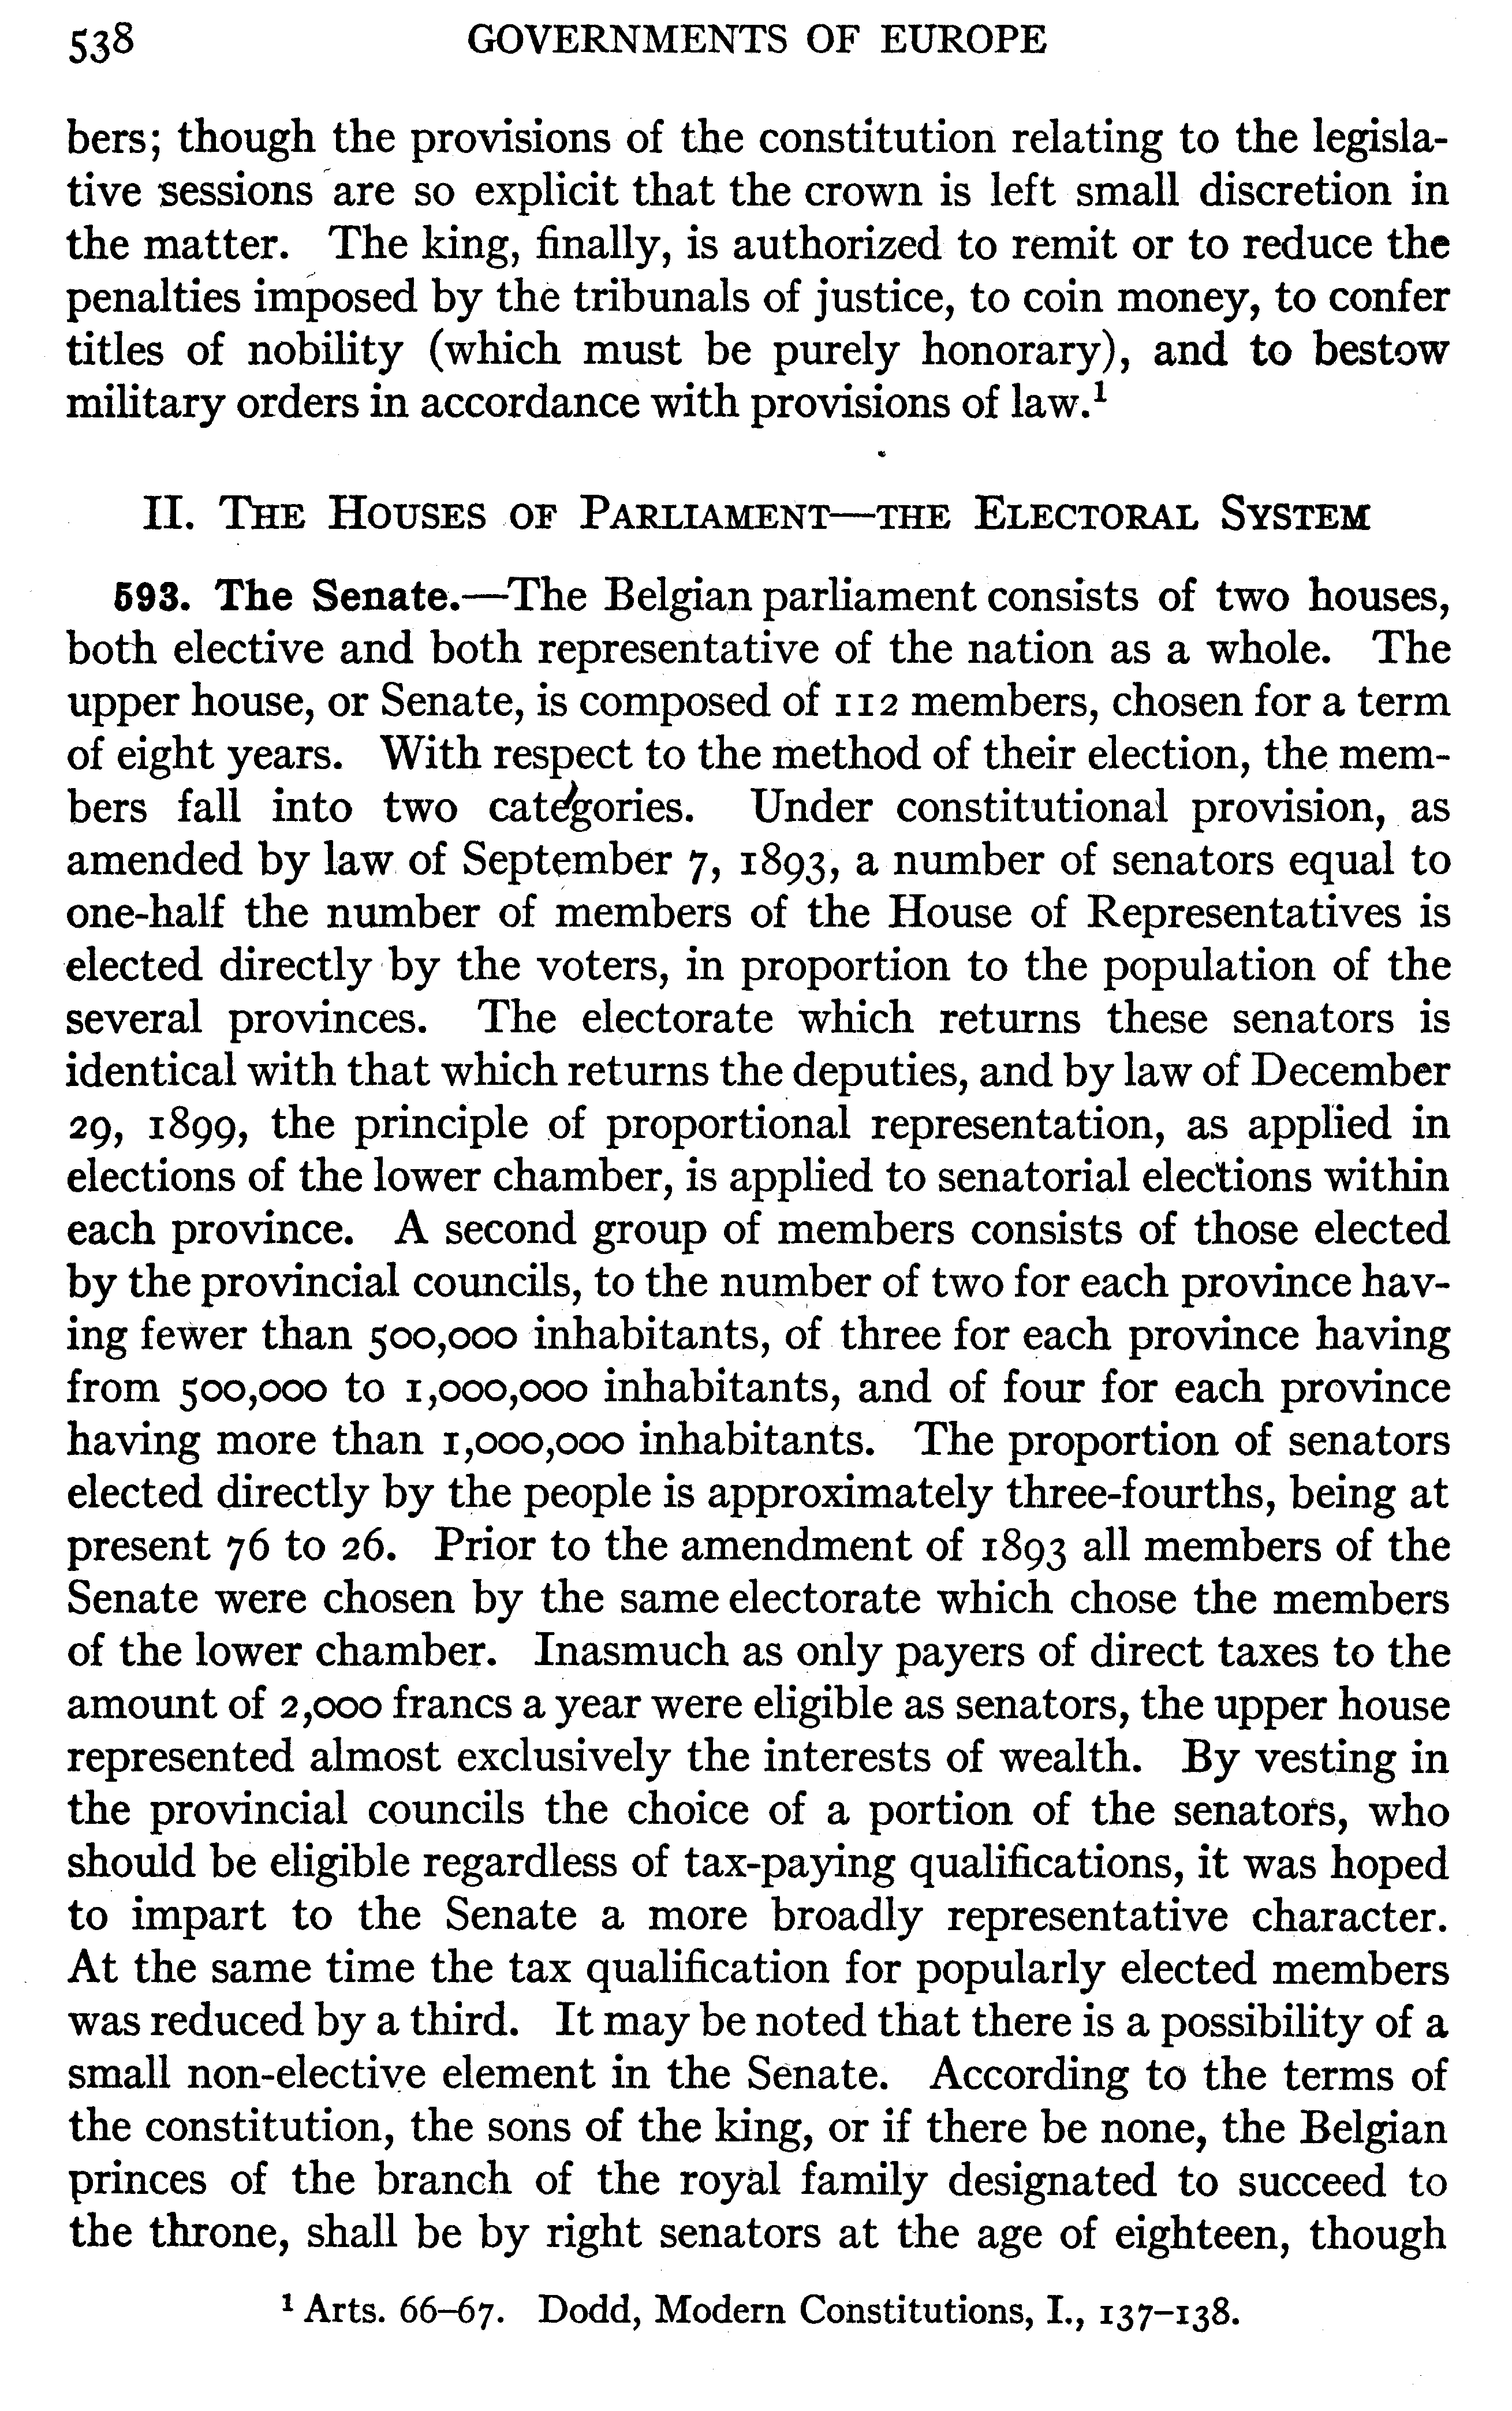 538 GOVERNMENTS OF EUROPE
bers; though the provisions of the constitution relating to the legisla-
tive sessions are so explicit that the crown is left small discretion in
the matter. The king, finally, is authorized to remit or to reduce the
penalties imposed by the tribunals of justice, to coin money, to confer
titles of nobility (which must be purely honorary), and to bestow
military orders in accordance with provisions of law.¹
II. The Houses of Parliament—the Electoral System
593. The Senate.—The Belgian parliament consists of two houses,
both elective and both representative of the nation as a whole. The
upper house, or Senate, is composed of 112 members, chosen for a term
of eight years. With respect to the method of their election, the mem-
bers fall into two categories. Under constitutional provision, as
amended by law of September 7, 1893, a number of senators equal to
one-half the number of members of the House of Representatives is
elected directly by the voters, in proportion to the population of the
several provinces. The electorate which returns these senators is
identical with that which returns the deputies, and by law of December
29, 1899, the principle of proportional representation, as applied in
elections of the lower chamber, is applied to senatorial elections within
each province. A second group of members consists of those elected
by the provincial councils, to the number of two for each province hav-
ing fewer than 500,000 inhabitants, of three for each province having
from 500,000 to 1,000,000 inhabitants, and of four for each province
having more than 1,000,000 inhabitants. The proportion of senators
elected directly by the people is approximately three-fourths, being at
present 76 to 26. Prior to the amendment of 1893 all members of the
Senate were chosen by the same electorate which chose the members
of the lower chamber. Inasmuch as only payers of direct taxes to the
amount of 2,000 francs a year were eligible as senators, the upper house
represented almost exclusively the interests of wealth. By vesting in
the provincial councils the choice of a portion of the senators, who
should be eligible regardless of tax-paying qualifications, it was hoped
to impart to the Senate a more broadly representative character.
At the same time the tax qualification for popularly elected members
was reduced by a third. It may be noted that there is a possibility of a
small non-elective element in the Senate. According to the terms of
the constitution, the sons of the king, or if there be none, the Belgian
princes of the branch of the royal family designated to succeed to
the throne, shall be by right senators at the age of eighteen, though
¹ Arts. 66–67. Dodd, Modern Constitutions, I., 137–138.